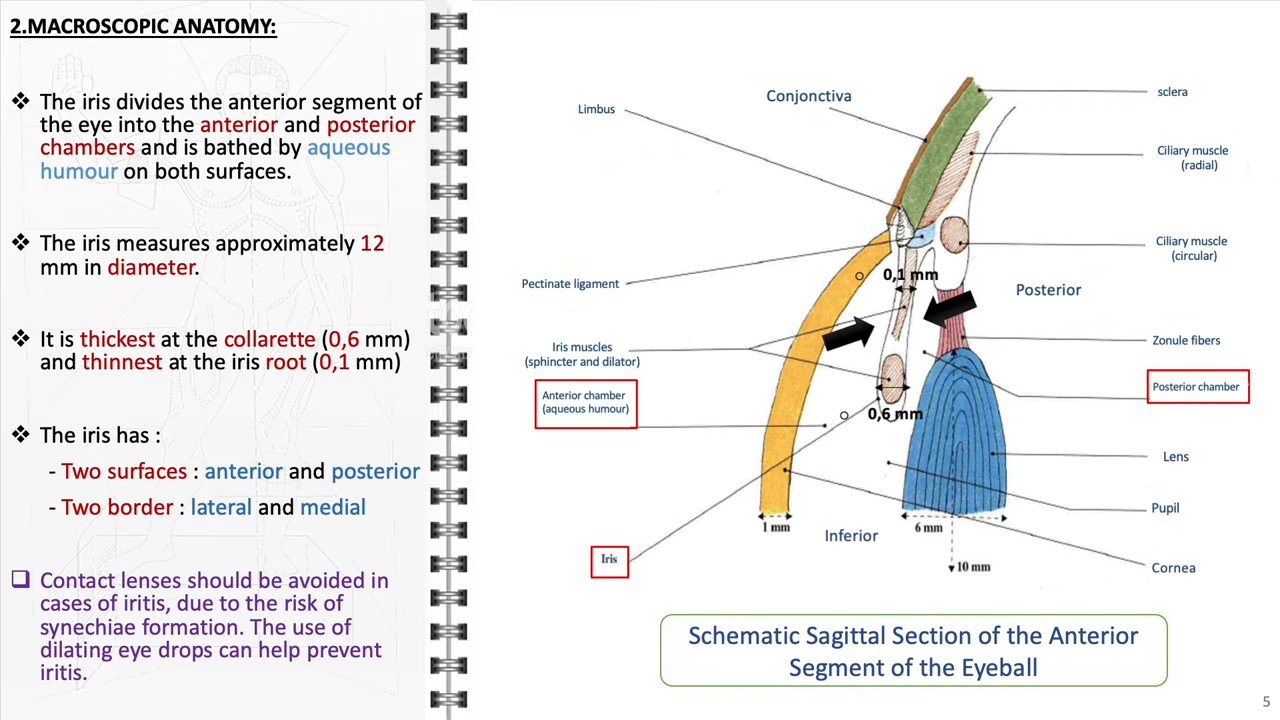 2.MACROSCOPIC ANATOMY:
❖ The iris divides the anterior segment of
the eye into the anterior and posterior
chambers and is bathed by aqueous
humour on both surfaces.
❖ The iris measures approximately 12
mm in diameter.
❖ It is thickest at the collarette (0,6 mm)
and thinnest at the iris root (0,1 mm)
❖ The iris has :
- Two surfaces : anterior and posterior
- Two border : lateral and medial
❑ Contact lenses should be avoided in
cases of iritis, due to the risk of
synechiae formation. The use of
dilating eye drops can help prevent
iritis.
Limbus
Conjonctiva
sclera
Ciliary muscle
(radial)
Ciliary muscle
(circular)
Pectinate ligament
0,1 mm
Posterior
Iris muscles
(sphincter and dilator)
Zonule fibers
Anterior chamber
(aqueous humour)
Posterior chamber
0,6 mm
Lens
Pupil
1 mm
Inferior
6 mm
Iris
10 mm
Cornea
Schematic Sagittal Section of the Anterior
Segment of the Eyeball
5